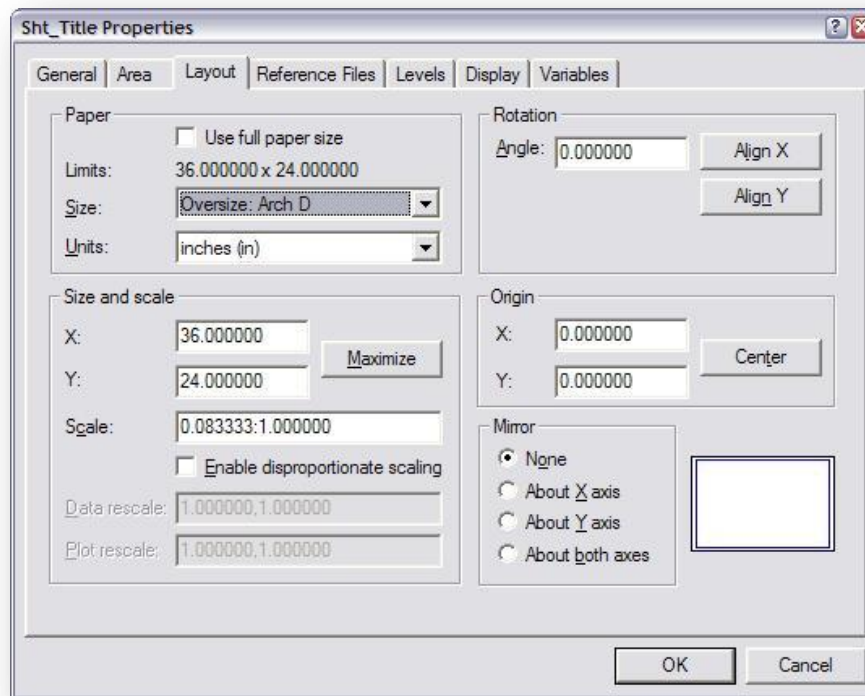 Sht_Title Properties
General Area Layout Reference Files Levels Display Variables
Paper
Use full paper size
Limits: 36.000000 x 24.000000
Size: Oversize: Arch D
Units: inches (in)
Rotation
Angle: 0.000000 Align X
Align Y
Size and scale
X: 36.000000
Y: 24.000000
Maximize
Scale: 0.083333:1.000000
Enable disproportionate scaling
Data rescale: 1.000000,1.000000
Plot rescale: 1.000000,1.000000
Origin
X: 0.000000
Y: 0.000000
Center
Mirror
None
About X axis
About Y axis
About both axes
OK Cancel